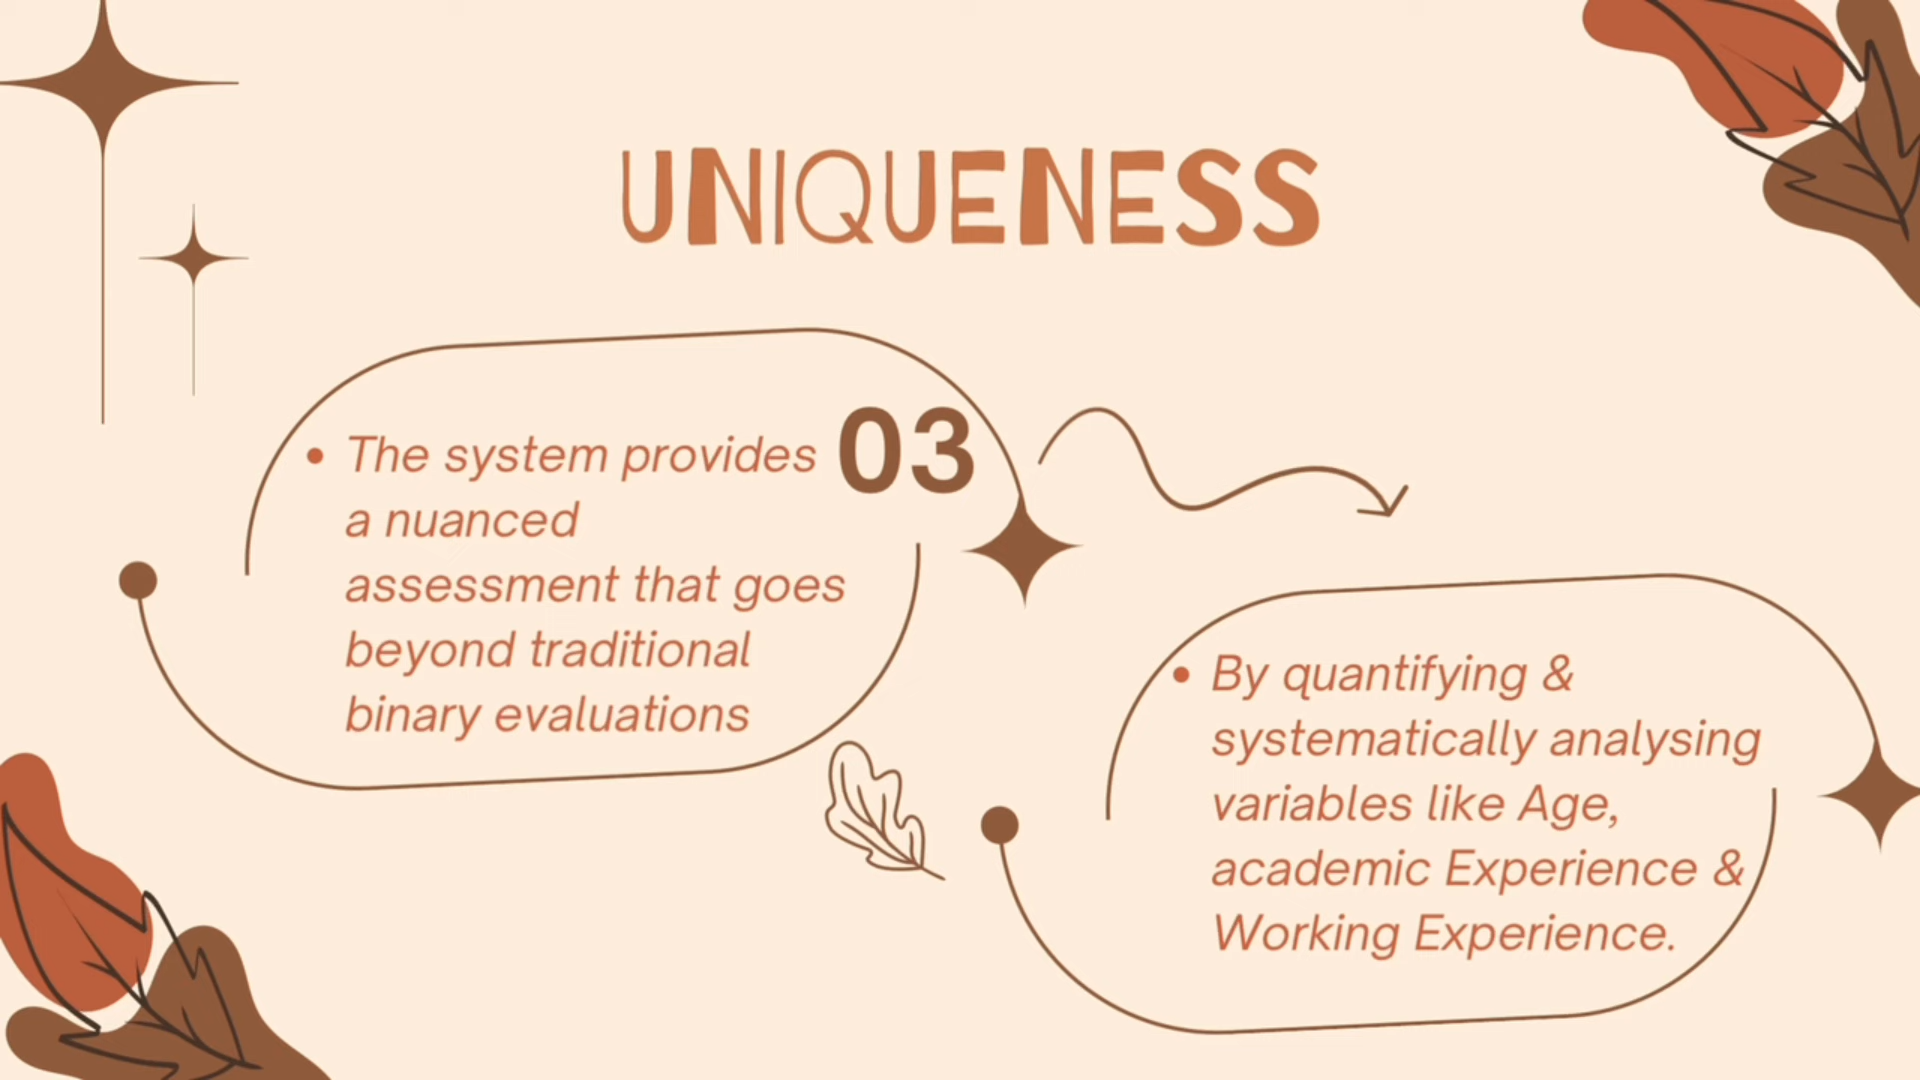 UNIQUENESS
03
• The system provides
a nuanced
assessment that goes
beyond traditional
binary evaluations
• By quantifying &
systematically analysing
variables like Age,
academic Experience &
Working Experience.